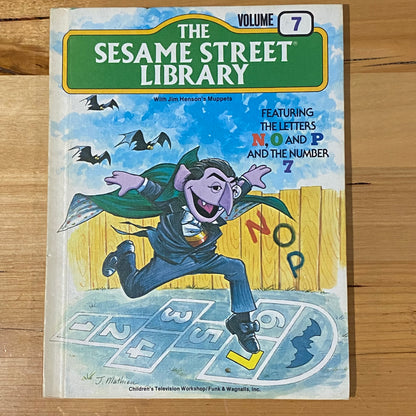 VOLUME 7
THE
SESAME STREET®
LIBRARY
With Jim Henson's Muppets
FEATURING
THE LETTERS
N, O AND P
AND THE NUMBER
7
N O P
1
2
3
4
5
6
7
J. Mathieu
Children's Television Workshop/Funk & Wagnalls, Inc.